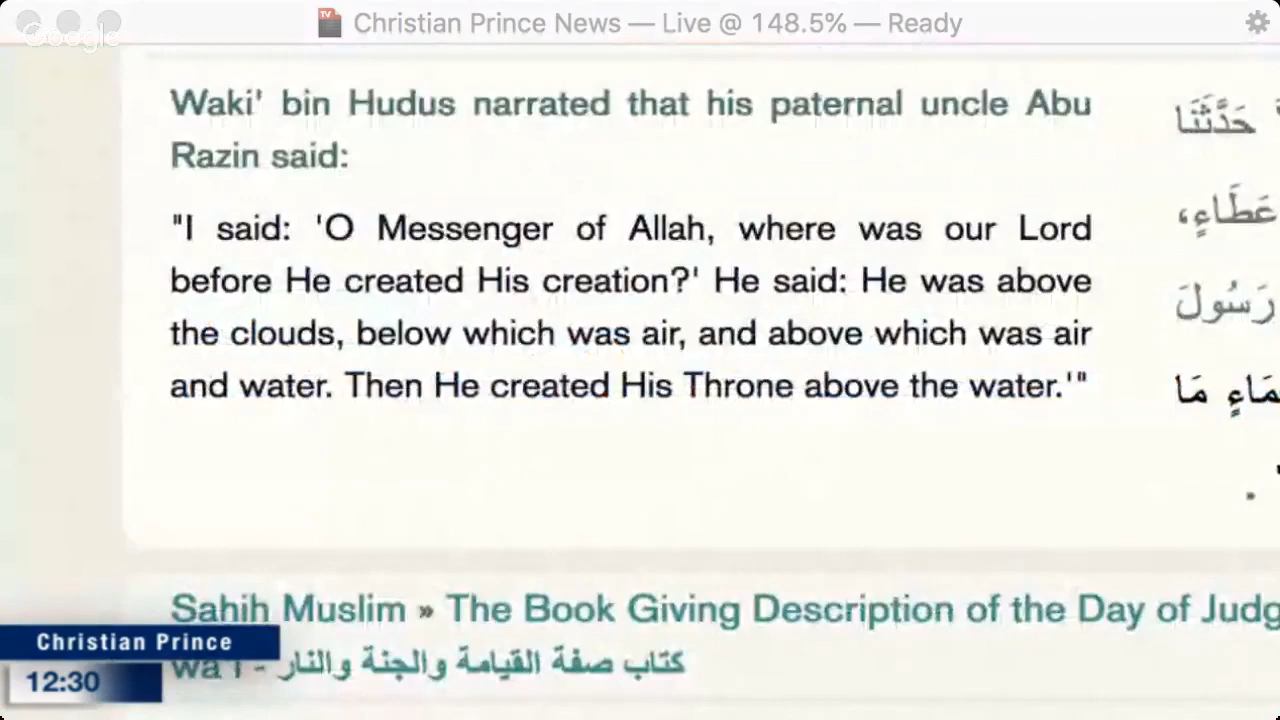 Google
TV
Christian Prince News — Live @ 148.5% — Ready
Waki' bin Hudus narrated that his paternal uncle Abu
Razin said:
"I said: 'O Messenger of Allah, where was our Lord
before He created His creation?' He said: He was above
the clouds, below which was air, and above which was air
and water. Then He created His Throne above the water.'"
حَدَّثَنَا
عَطَاءٍ،
رَسُولَ
مَاءٍ مَا
Sahih Muslim » The Book Giving Description of the Day of Judg
كتاب صفة القيامة والجنة والنار -
Christian Prince
12:30